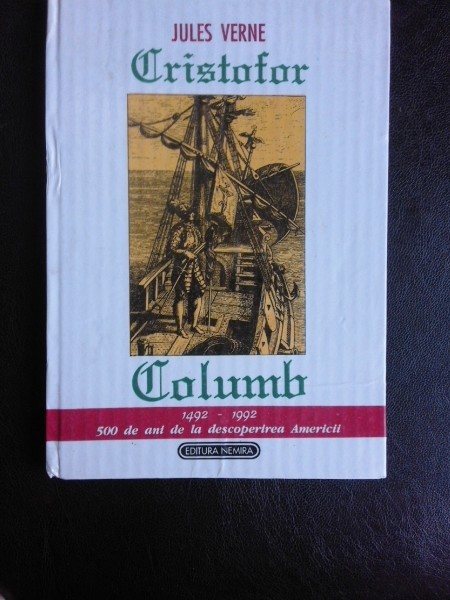 JULES VERNE
Cristofor
Columb
1492 - 1992
500 de ani de la descoperirea Americii
EDITURA NEMIRA